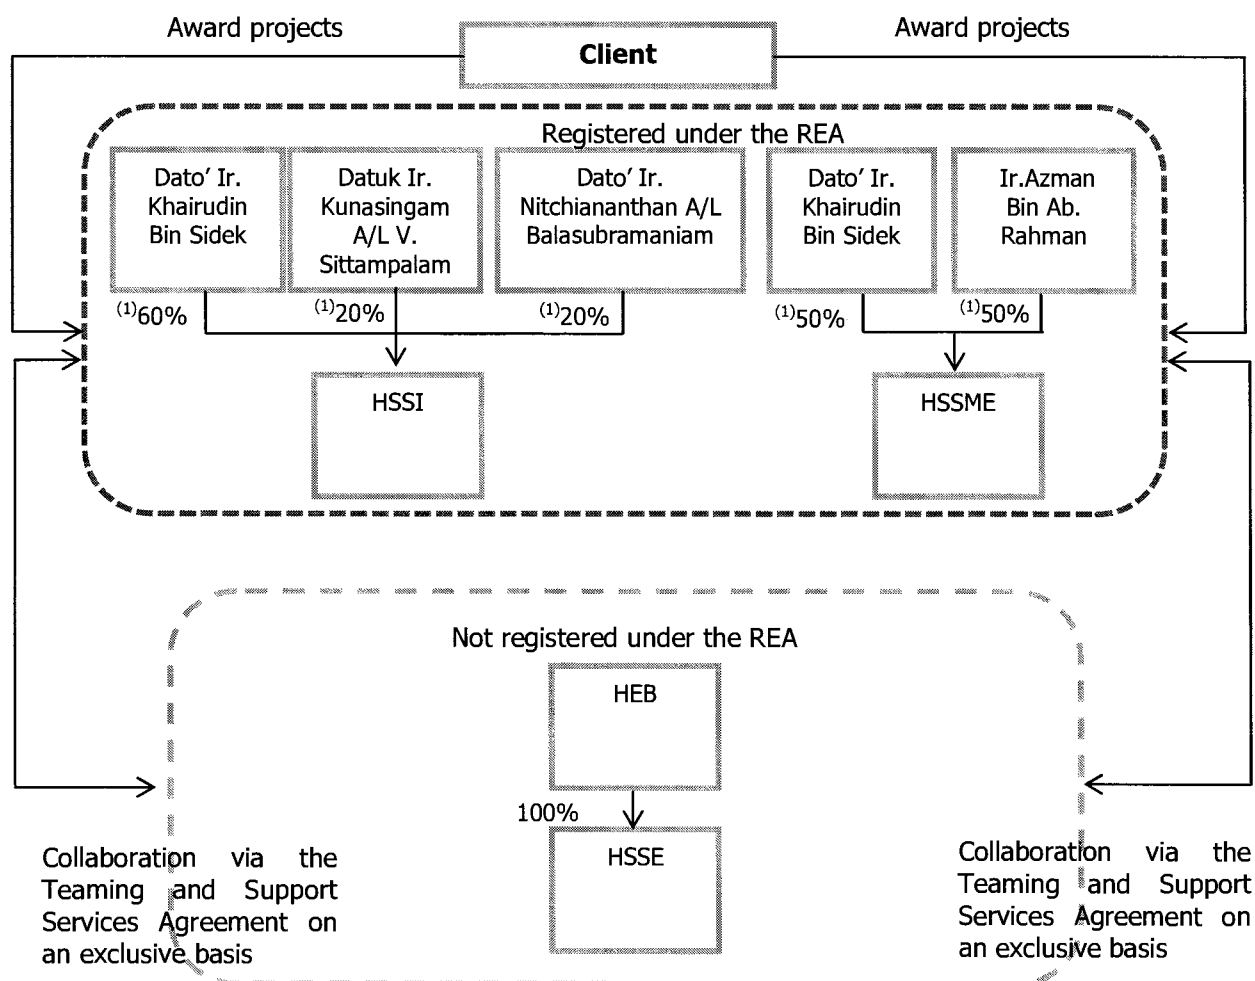 Award projects
Client
Award projects
Registered under the REA
Dato’ Ir.
Khairudin
Bin Sidek
Datuk Ir.
Kunasingam
A/L V.
Sittampalam
Dato’ Ir.
Nitchiananthan A/L
Balasubramaniam
Dato’ Ir.
Khairudin
Bin Sidek
Ir.Azman
Bin Ab.
Rahman
(1)60%
(1)20%
(1)20%
(1)50%
(1)50%
HSSI
HSSME
Not registered under the REA
HEB
100%
HSSE
Collaboration via the
Teaming and Support
Services Agreement on
an exclusive basis
Collaboration via the
Teaming and Support
Services Agreement on
an exclusive basis